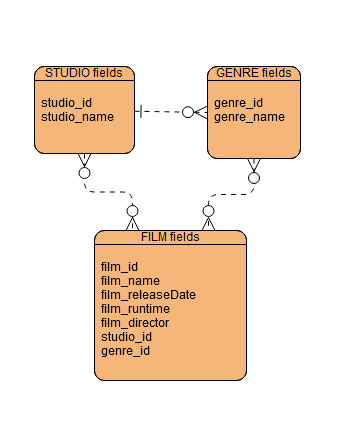 STUDIO fields
studio_id
studio_name
GENRE fields
genre_id
genre_name
FILM fields
film_id
film_name
film_releaseDate
film_runtime
film_director
studio_id
genre_id